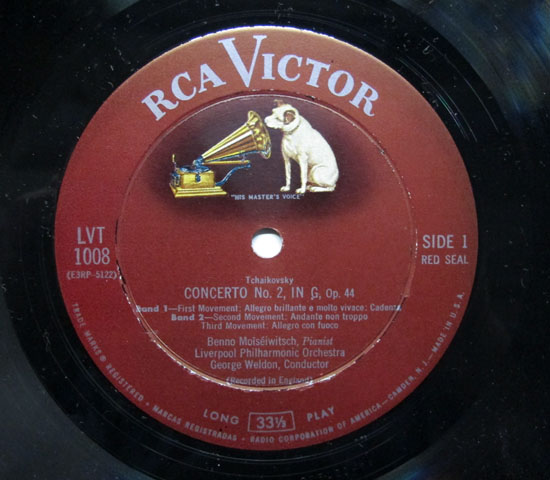 RCA VICTOR
"HIS MASTER'S VOICE"
LVT
1008
(E3RP-5122)
SIDE 1
RED SEAL
Tchaikovsky
CONCERTO No. 2, IN G, Op. 44
Band 1—First Movement: Allegro brillante e molto vivace: Cadenza
Band 2—Second Movement: Andante non troppo
Third Movement: Allegro con fuoco
Benno Moiséiwitsch, Pianist
Liverpool Philharmonic Orchestra
George Weldon, Conductor
(Recorded in England)
LONG 33⅓ PLAY
TRADE MARKS ® REGISTERED • MARCAS REGISTRADAS • RADIO CORPORATION OF AMERICA—CAMDEN, N.J. • MADE IN U.S.A.